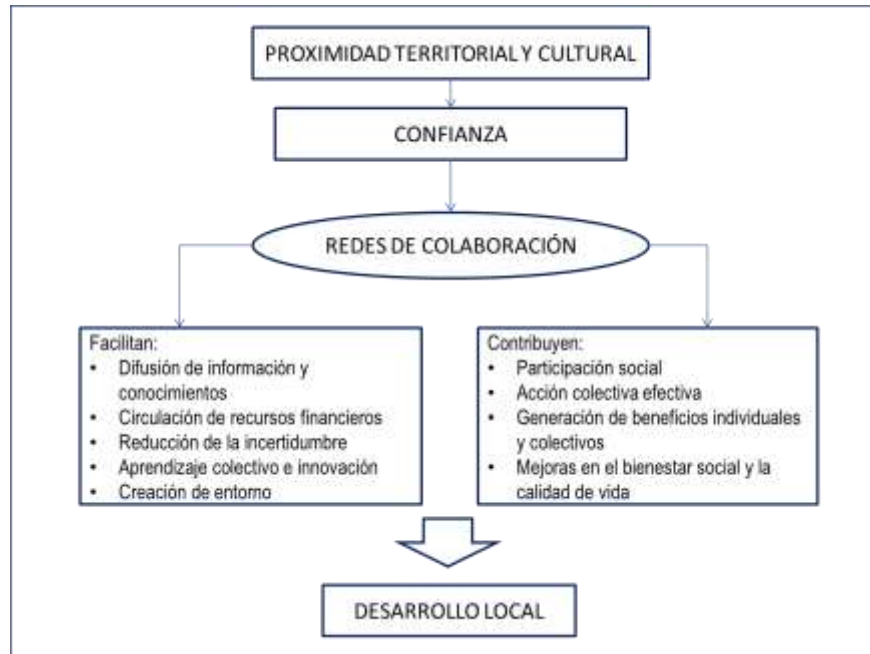 PROXIMIDAD TERRITORIAL Y CULTURAL
CONFIANZA
REDES DE COLABORACIÓN
Facilitan:
• Difusión de información y
conocimientos
• Circulación de recursos financieros
• Reducción de la incertidumbre
• Aprendizaje colectivo e innovación
• Creación de entorno
Contribuyen:
• Participación social
• Acción colectiva efectiva
• Generación de beneficios individuales
y colectivos
• Mejoras en el bienestar social y la
calidad de vida
DESARROLLO LOCAL